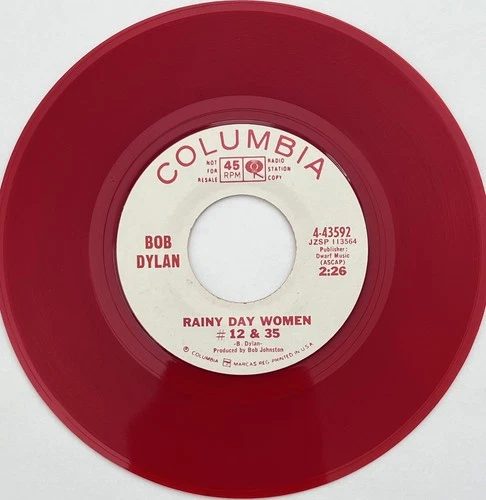 COLUMBIA
NOT FOR RESALE
45 RPM
RADIO STATION COPY
BOB DYLAN
4-43592
JZSP 113564
Publisher:
Dwarf Music
(ASCAP)
2:26
RAINY DAY WOMEN
# 12 & 35
-B. Dylan-
Produced by Bob Johnston
© COLUMBIA MARCAS REG. PRINTED IN U.S.A.